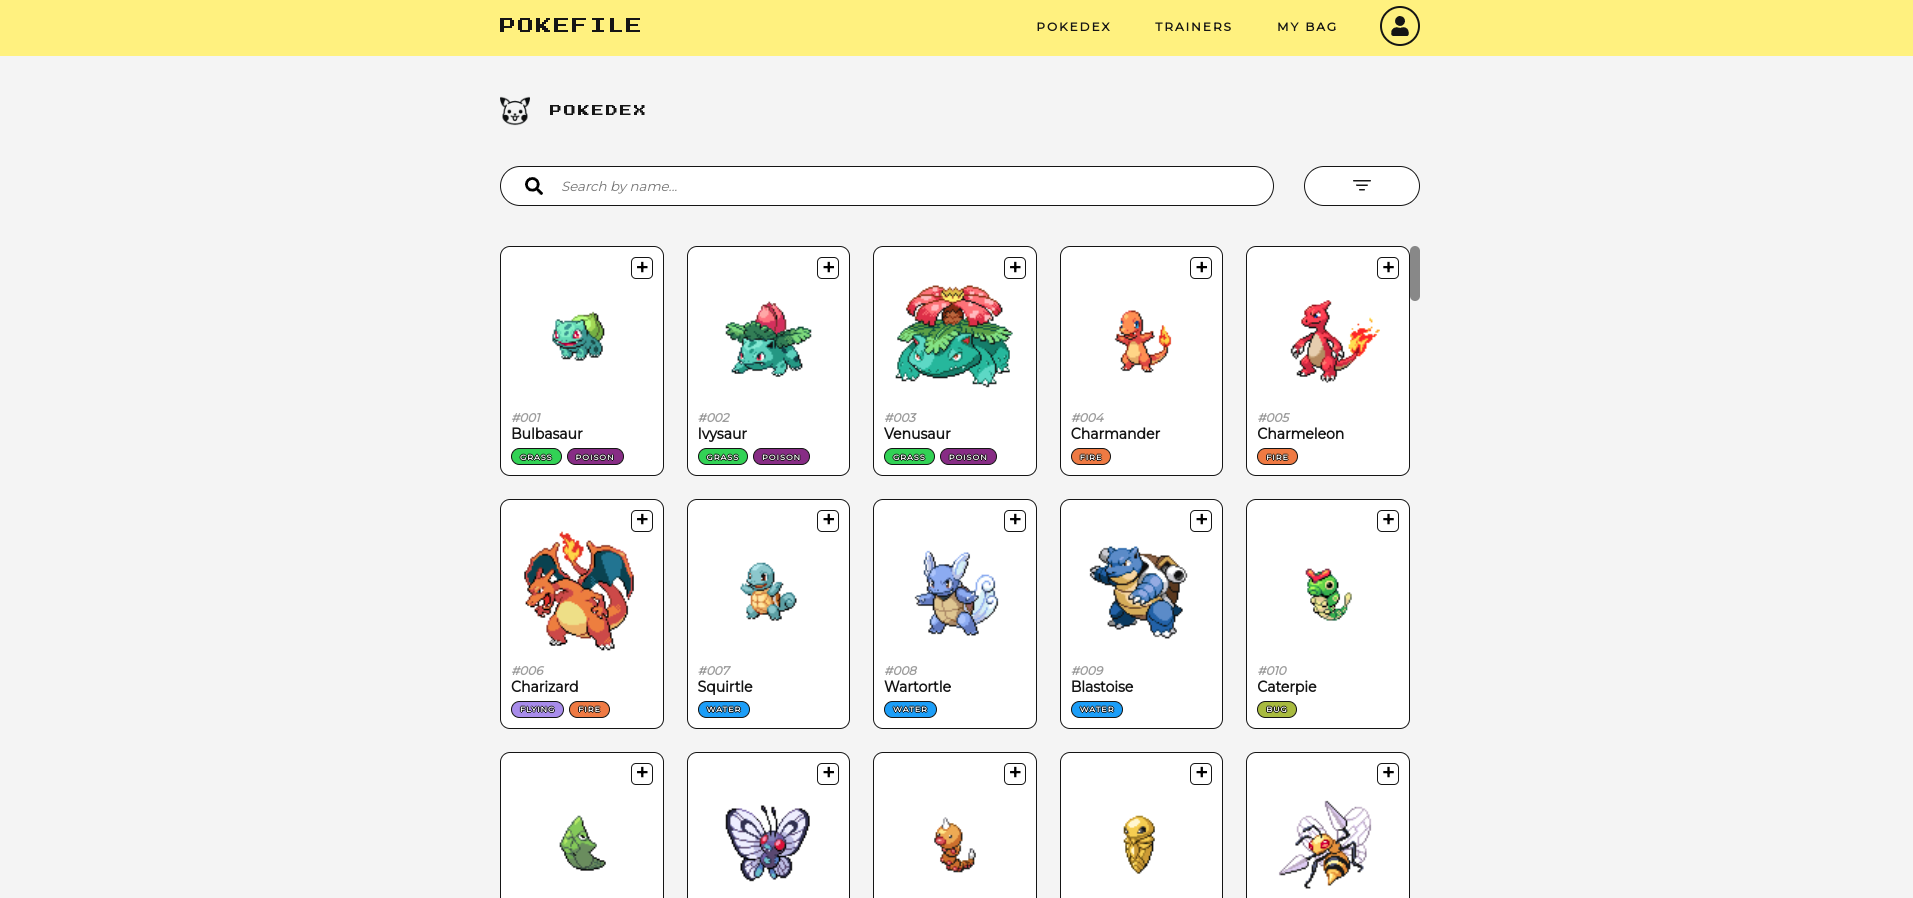 POKEFILE
POKEDEX TRAINERS MY BAG
POKEDEX
Search by name...
#001 #002 #003 #004 #005
Bulbasaur Ivysaur Venusaur Charmander Charmeleon
GRASS POISON GRASS POISON GRASS POISON FIRE FIRE
#006 #007 #008 #009 #010
Charizard Squirtle Wartortle Blastoise Caterpie
FLYING FIRE WATER WATER WATER BUG